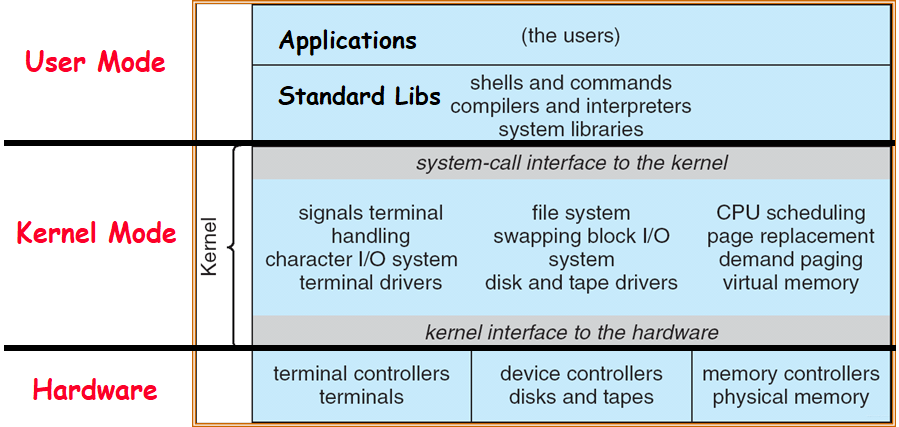 User Mode
Applications
(the users)
Standard Libs
shells and commands
compilers and interpreters
system libraries
Kernel Mode
Kernel
system-call interface to the kernel
signals terminal
handling
character I/O system
terminal drivers
file system
swapping block I/O
system
disk and tape drivers
CPU scheduling
page replacement
demand paging
virtual memory
kernel interface to the hardware
Hardware
terminal controllers
terminals
device controllers
disks and tapes
memory controllers
physical memory